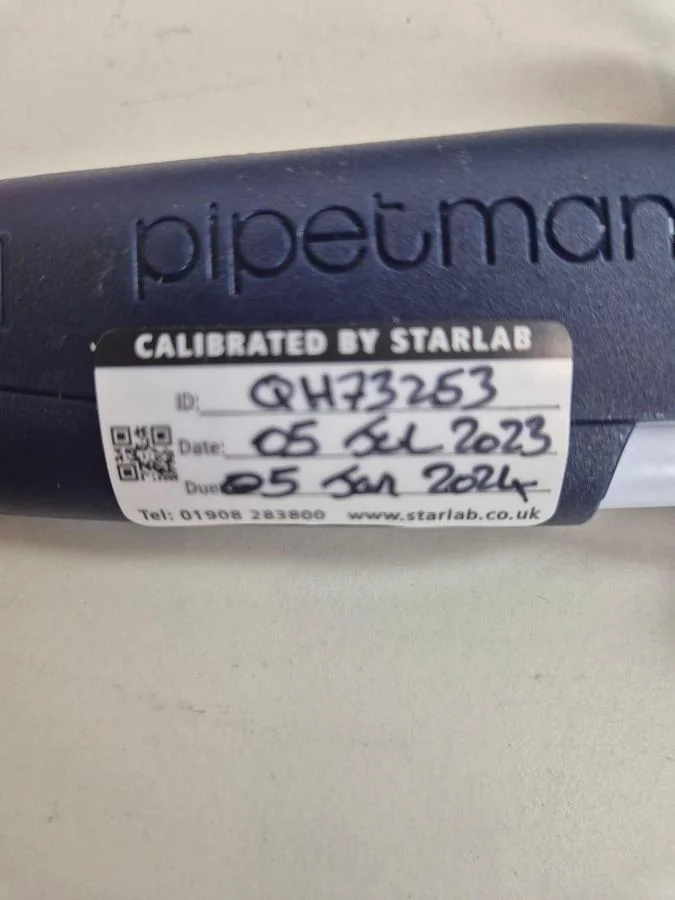 pipetman
CALIBRATED BY STARLAB
ID: QH73253
Date: 05 Jul 2023
Due 05 Jan 2024
Tel: 01908 283800 www.starlab.co.uk